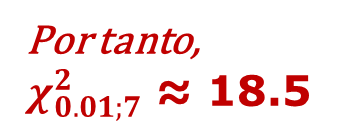 Portanto,
χ²₀.₀₁;₇ ≈ 18.5